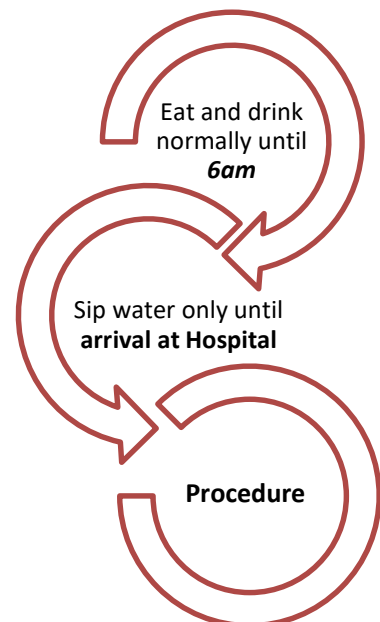 Eat and drink
normally until
6am
Sip water only until
arrival at Hospital
Procedure